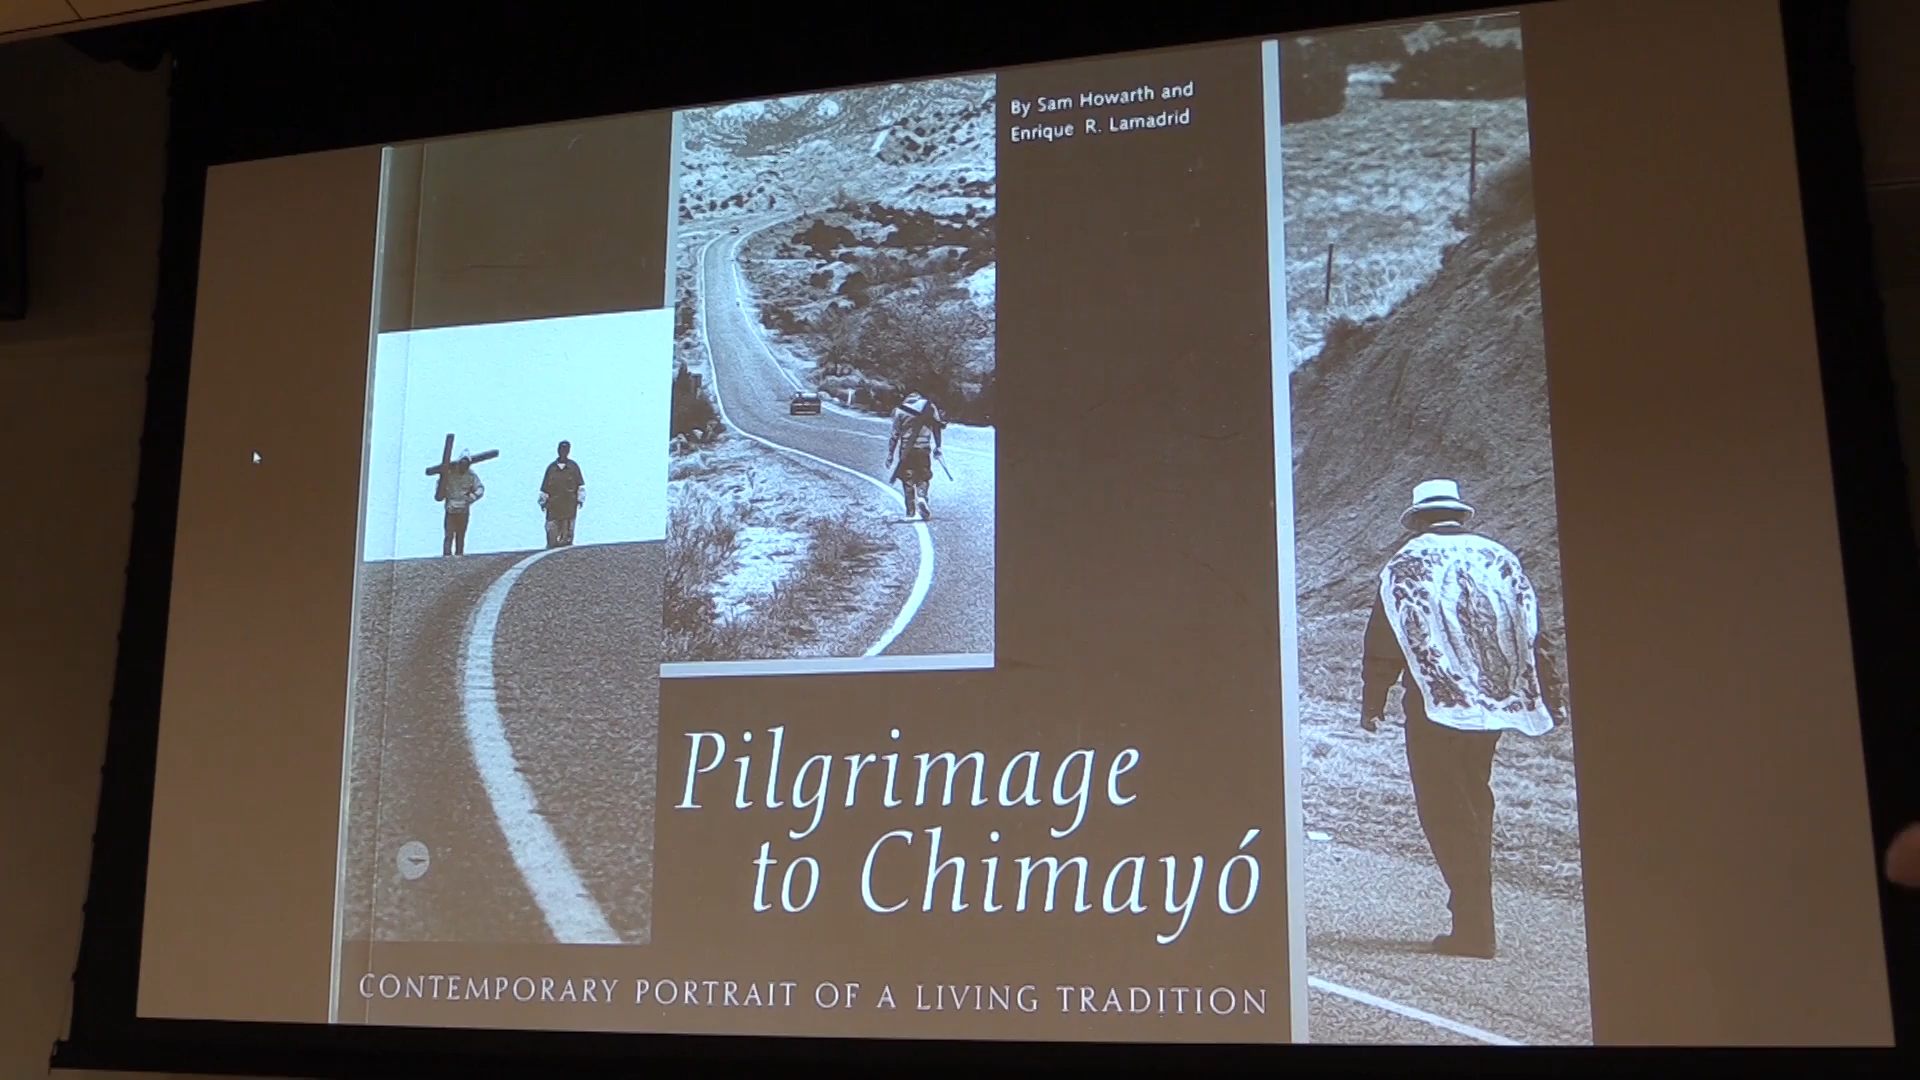 By Sam Howarth and
Enrique R. Lamadrid
Pilgrimage
to Chimayó
CONTEMPORARY PORTRAIT OF A LIVING TRADITION